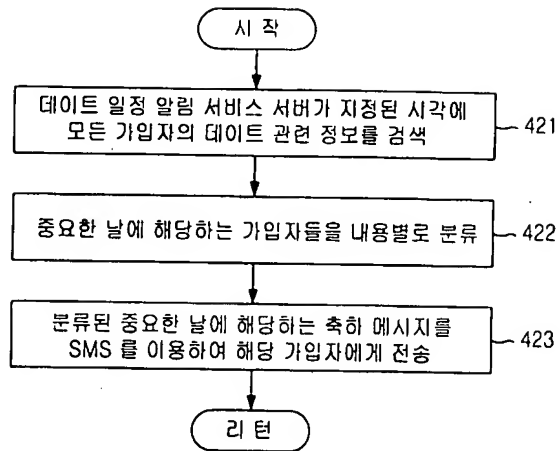 시 작
데이트 일정 알림 서비스 서버가 지정된 시각에
모든 가입자의 데이트 관련 정보를 검색
421
중요한 날에 해당하는 가입자들을 내용별로 분류
422
분류된 중요한 날에 해당하는 축하 메시지를
SMS 를 이용하여 해당 가입자에게 전송
423
리 턴